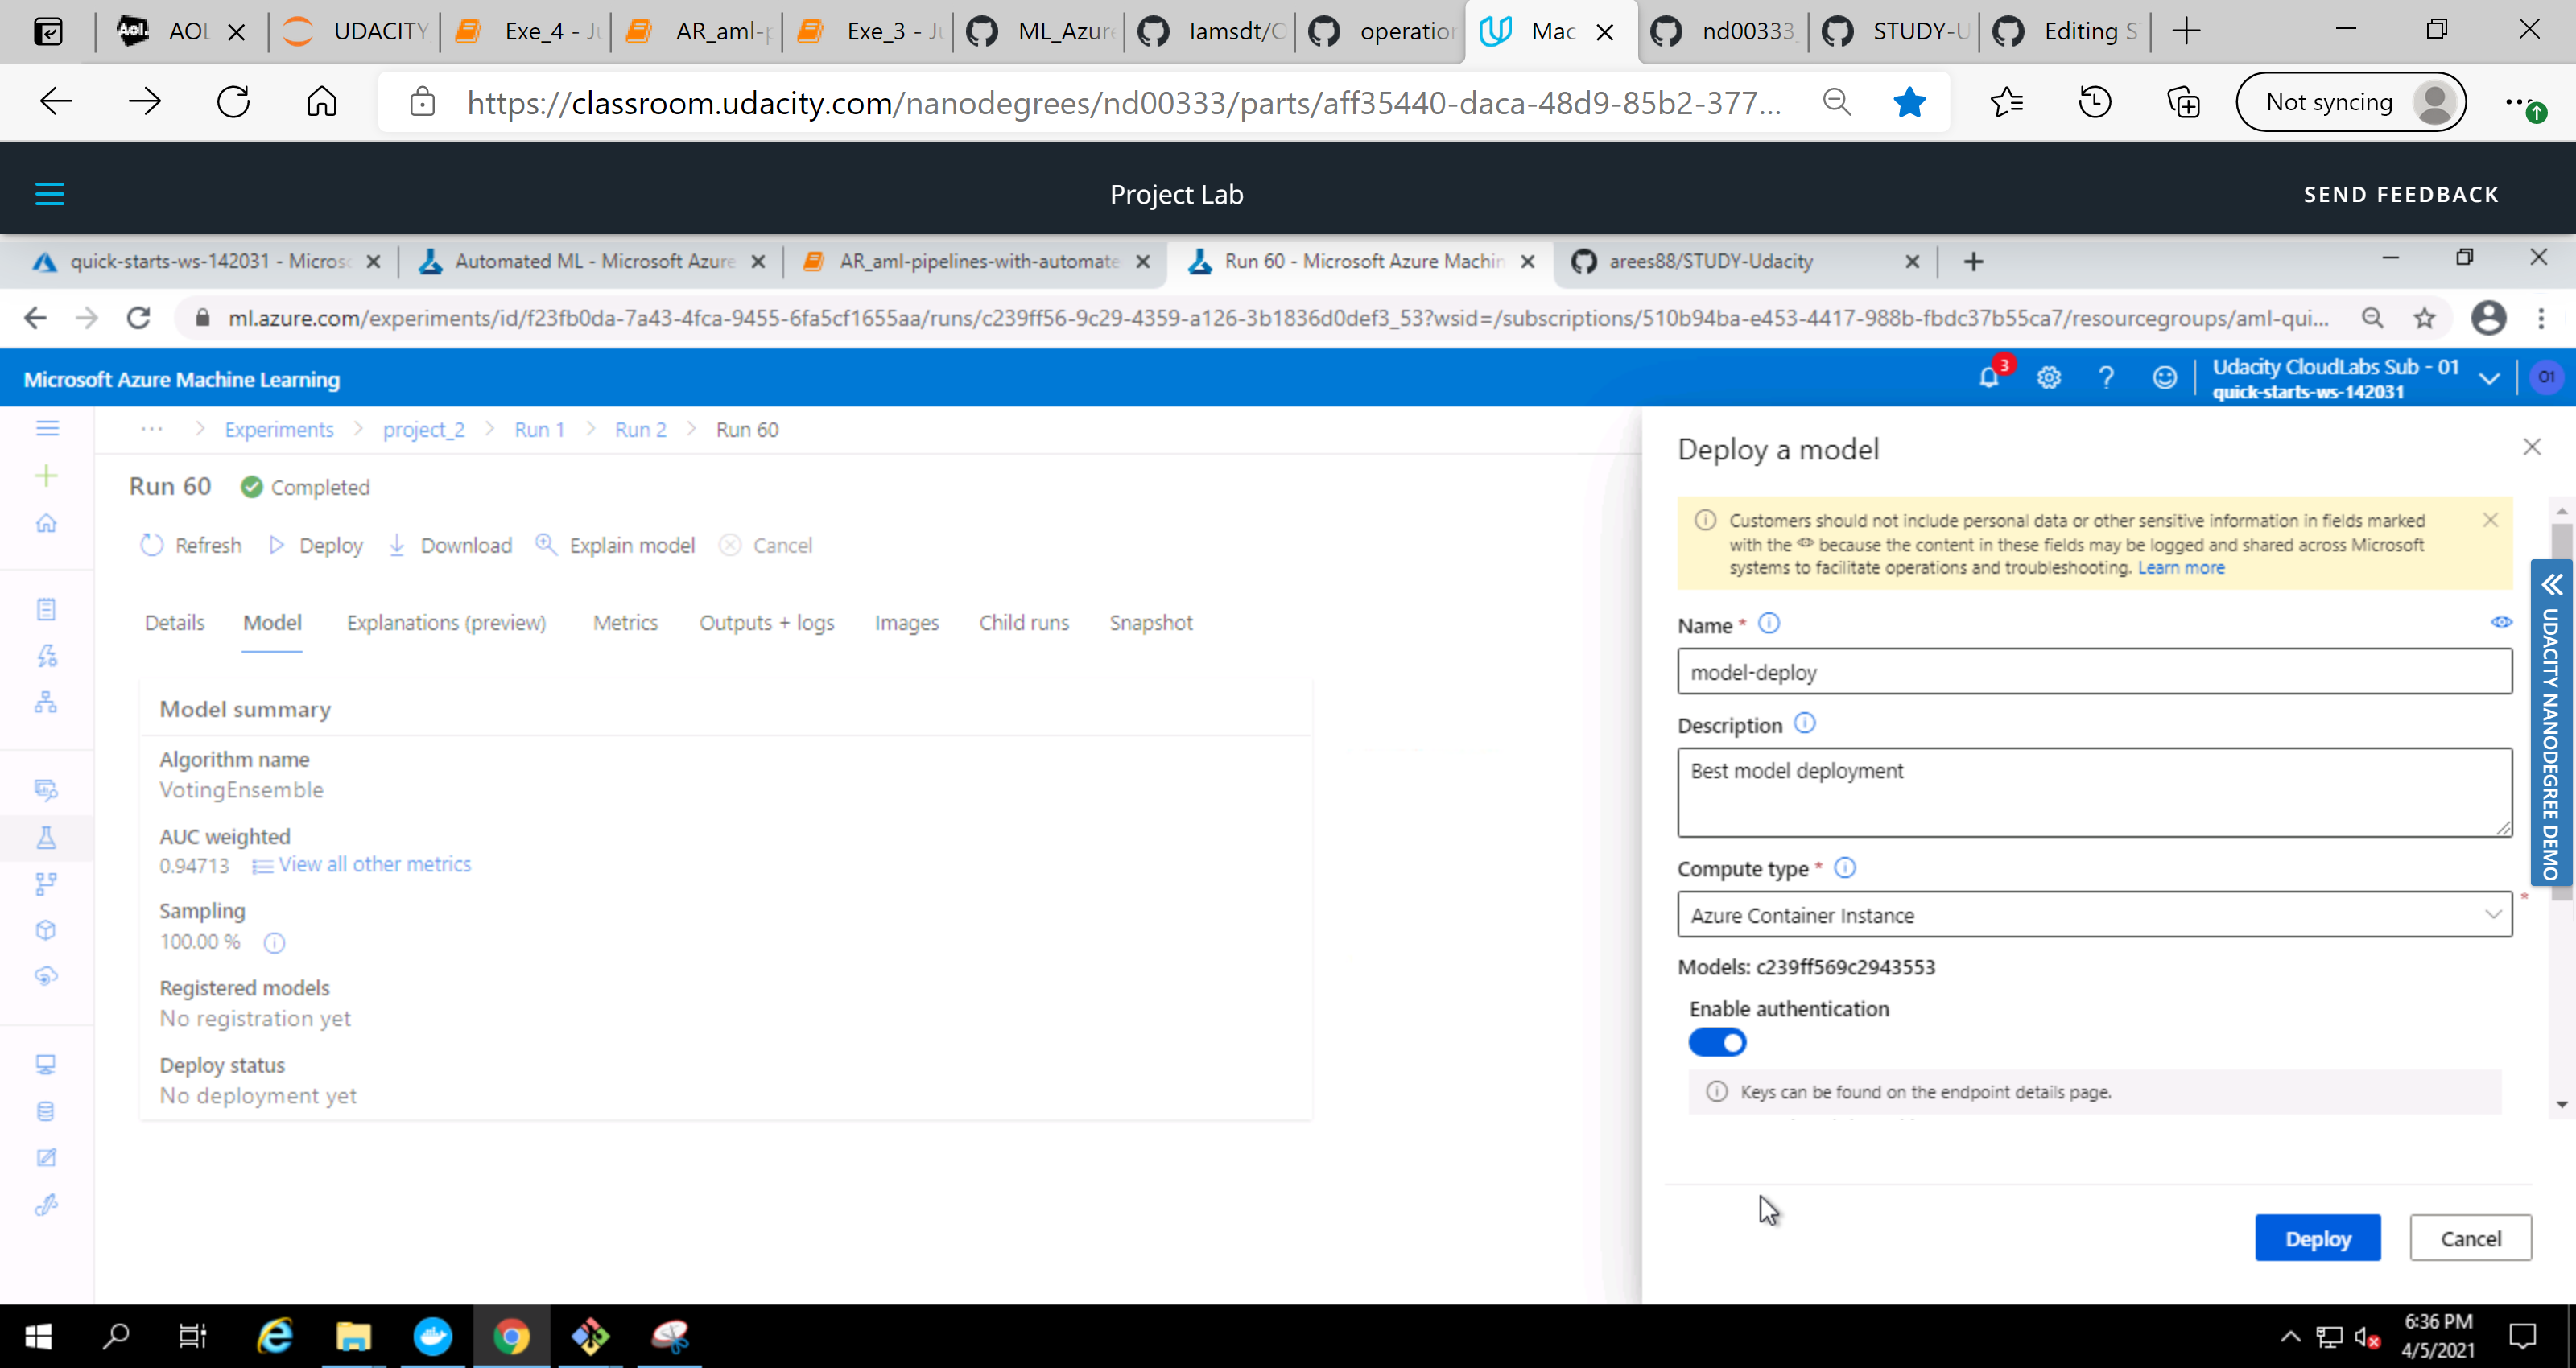 AOL
UDACITY
Exe_4 - Ju
AR_aml-p
Exe_3 - Ju
ML_Azure
Iamsdt/O
operation
Mac
nd00333_
STUDY-U
Editing S
https://classroom.udacity.com/nanodegrees/nd00333/parts/aff35440-daca-48d9-85b2-377...
Not syncing
Project Lab
SEND FEEDBACK
quick-starts-ws-142031 - Micros
Automated ML - Microsoft Azure
AR_aml-pipelines-with-automate
Run 60 - Microsoft Azure Machin
arees88/STUDY-Udacity
ml.azure.com/experiments/id/f23fb0da-7a43-4fca-9455-6fa5cf1655aa/runs/c239ff56-9c29-4359-a126-3b1836d0def3_53?wsid=/subscriptions/510b94ba-e453-4417-988b-fbdc37b55ca7/resourcegroups/aml-qui...
Microsoft Azure Machine Learning
3
Udacity CloudLabs Sub - 01
quick-starts-ws-142031
01
... > Experiments > project_2 > Run 1 > Run 2 > Run 60
Run 60 Completed
Refresh Deploy Download Explain model Cancel
Details Model Explanations (preview) Metrics Outputs + logs Images Child runs Snapshot
Model summary
Algorithm name
VotingEnsemble
AUC weighted
0.94713 View all other metrics
Sampling
100.00 %
Registered models
No registration yet
Deploy status
No deployment yet
Deploy a model
Customers should not include personal data or other sensitive information in fields marked
with the because the content in these fields may be logged and shared across Microsoft
systems to facilitate operations and troubleshooting. Learn more
Name *
model-deploy
Description
Best model deployment
Compute type *
Azure Container Instance
*
Models: c239ff569c2943553
Enable authentication
Keys can be found on the endpoint details page.
Deploy Cancel
UDACITY NANODEGREE DEMO
6:36 PM
4/5/2021